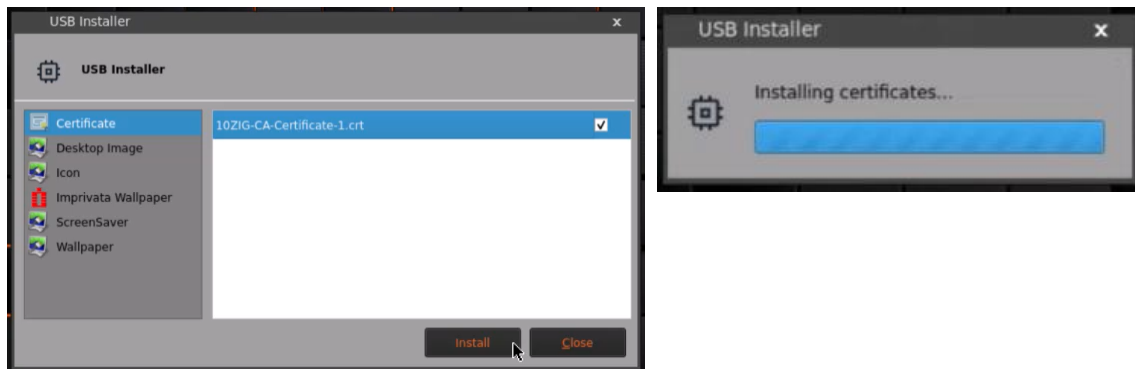 USB Installer
x
USB Installer
Certificate
Desktop Image
Icon
Imprivata Wallpaper
ScreenSaver
Wallpaper
10ZIG-CA-Certificate-1.crt
Install
Close
USB Installer
x
Installing certificates...